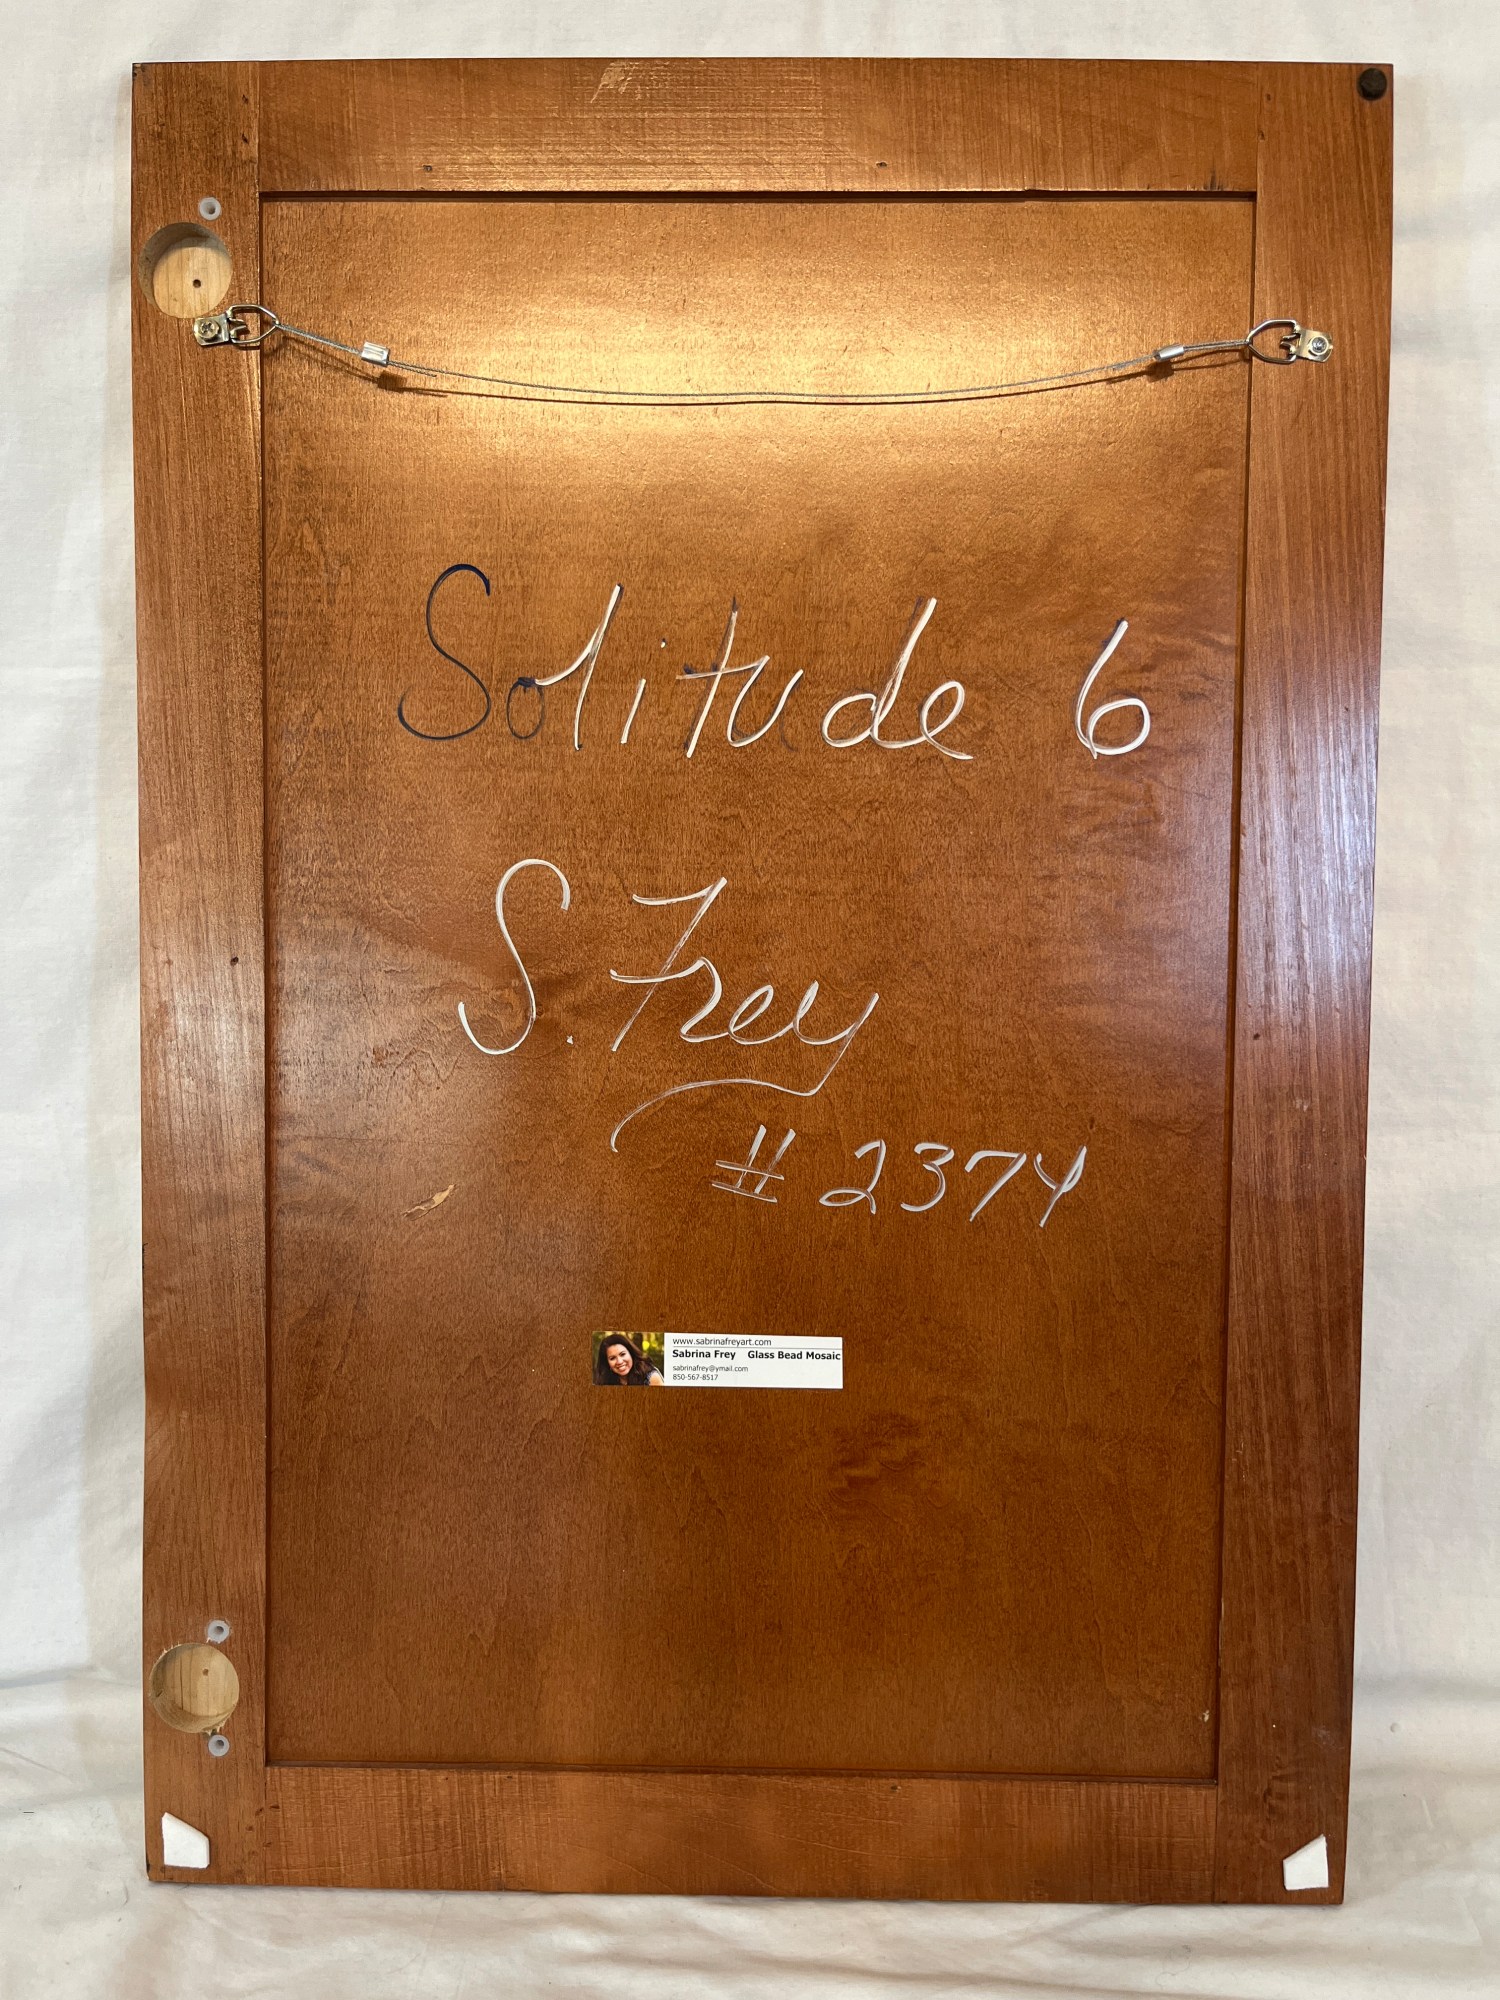 Solitude 6
S. Frey
# 2374
www.sabrinafreyart.com
Sabrina Frey Glass Bead Mosaic
sabrinafrey@ymail.com
850-567-8517